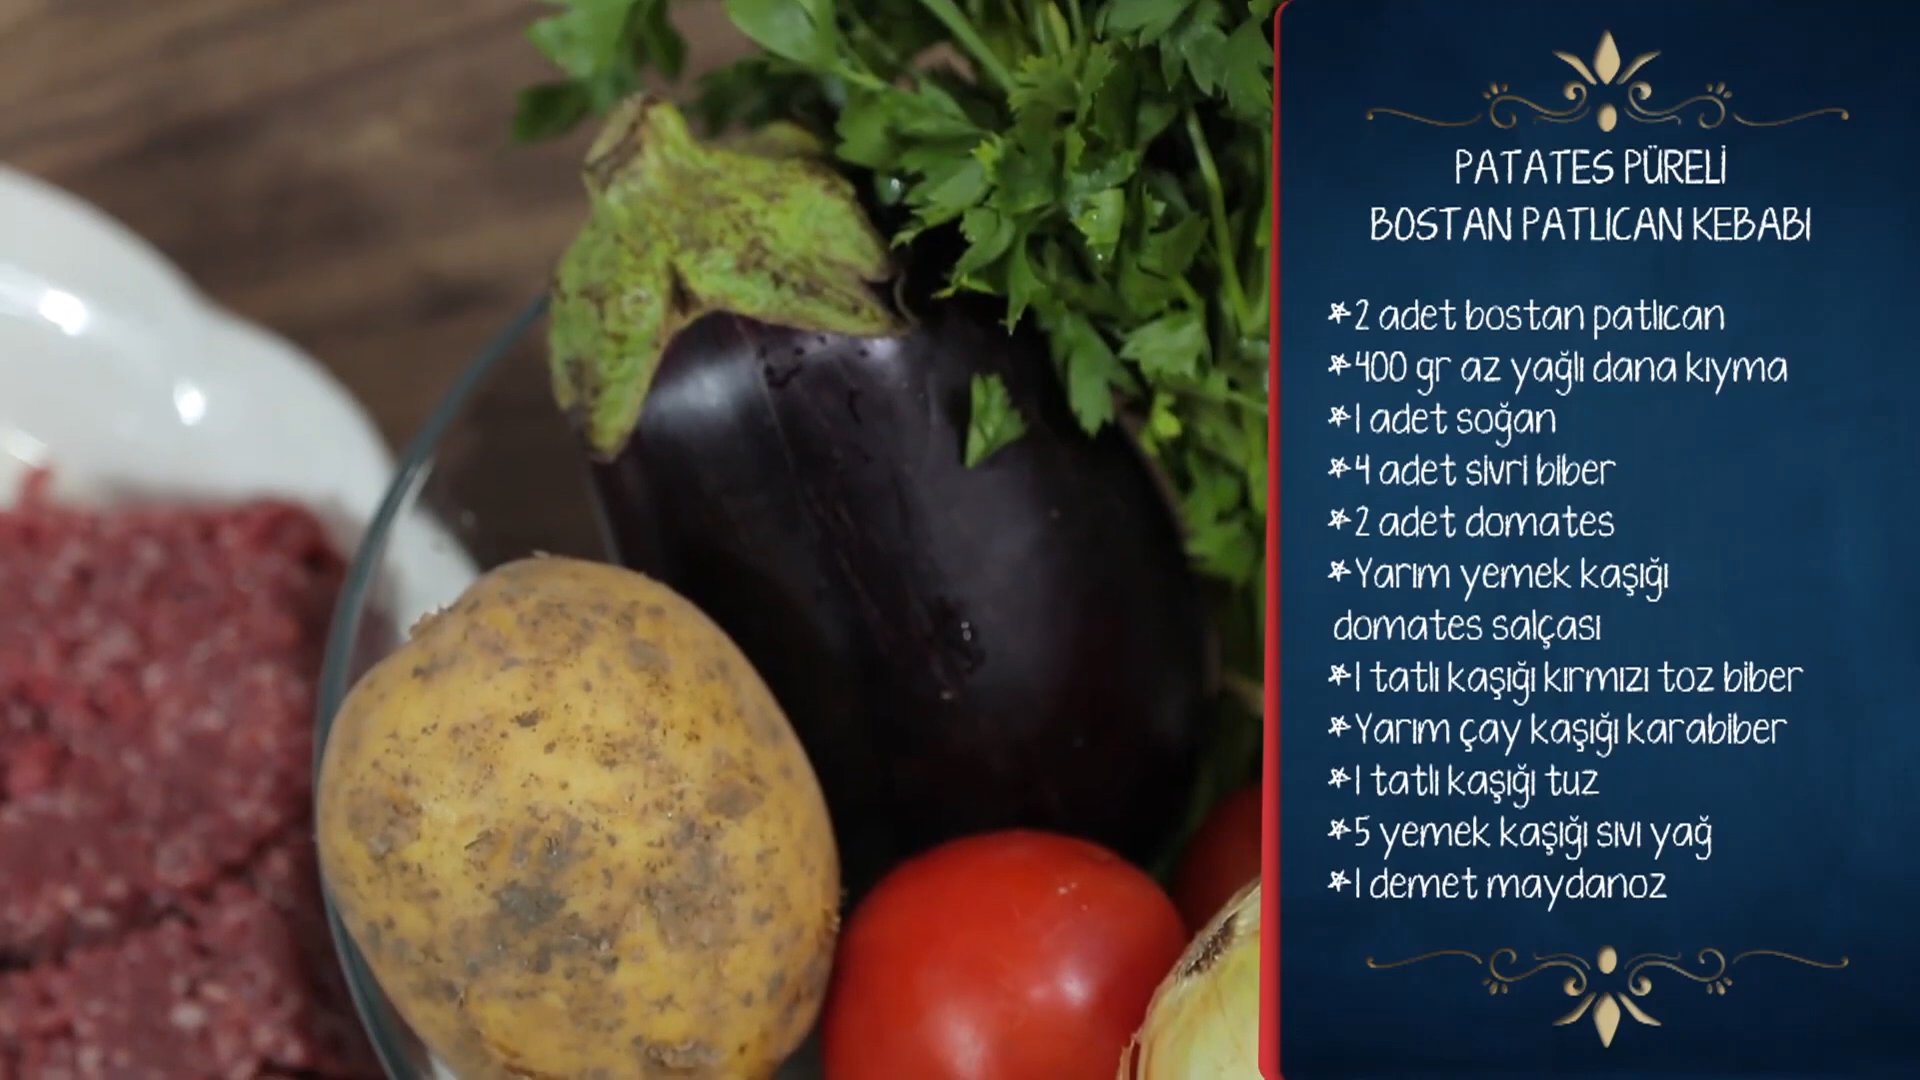 PATATES PÜRELİ
BOSTAN PATLICAN KEBABI
*2 adet bostan patlıcan
*400 gr az yağlı dana kıyma
*1 adet soğan
*4 adet sivri biber
*2 adet domates
*Yarım yemek kaşığı
domates salçası
*1 tatlı kaşığı kırmızı toz biber
*Yarım çay kaşığı karabiber
*1 tatlı kaşığı tuz
*5 yemek kaşığı sıvı yağ
*1 demet maydanoz